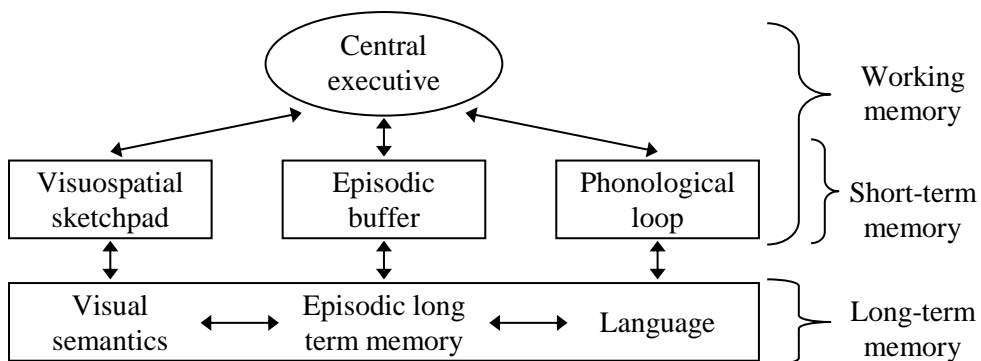 Central
executive
Working
memory
Visuospatial
sketchpad
Episodic
buffer
Phonological
loop
Short-term
memory
Visual
semantics
Episodic long
term memory
Language
Long-term
memory